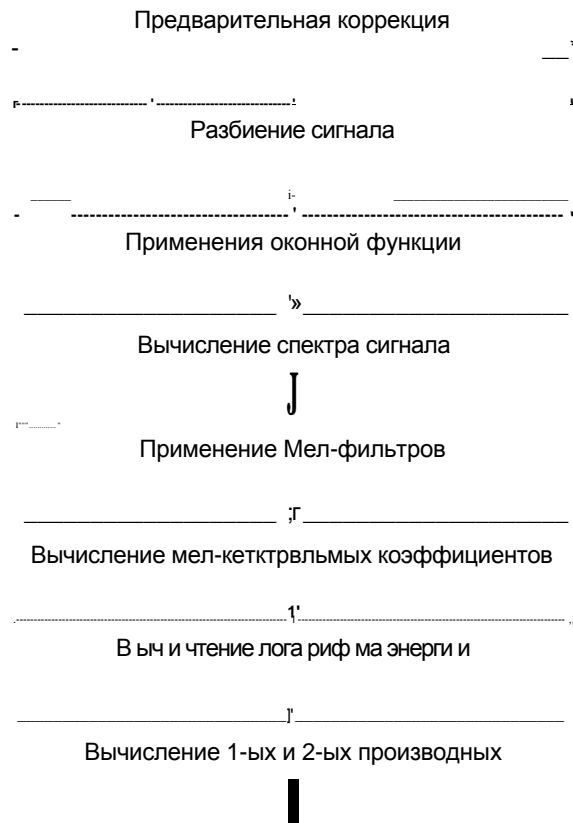 Предварительная коррекция
Разбиение сигнала
Применения оконной функции
Вычисление спектра сигнала
J
Применение Мел-фильтров
;Г
Вычисление мел-кетктрвльмых коэффициентов
1'
В ыч и чтение лога риф ма энерги и
]'
Вычисление 1-ых и 2-ых производных